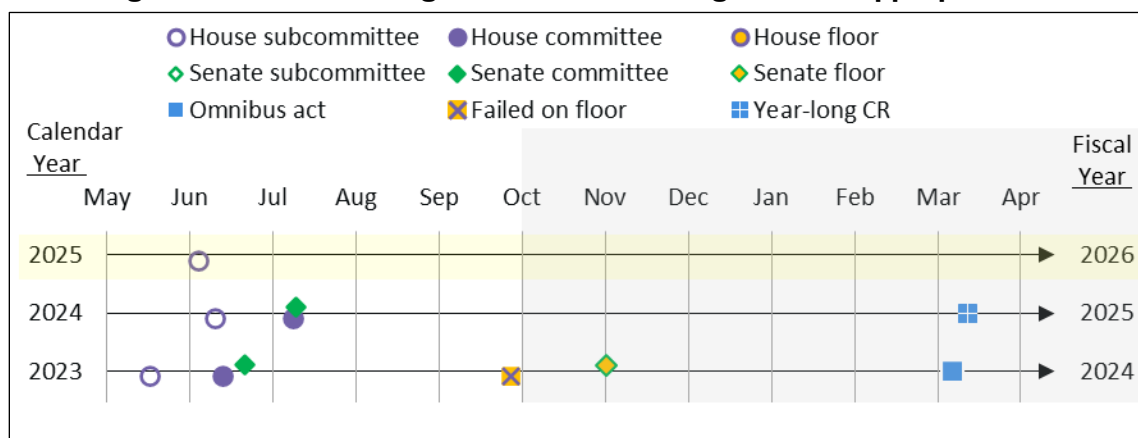 House subcommittee House committee House floor
Senate subcommittee Senate committee Senate floor
Omnibus act Failed on floor Year-long CR
Calendar Year
Fiscal Year
May Jun Jul Aug Sep Oct Nov Dec Jan Feb Mar Apr
2025 2026
2024 2025
2023 2024